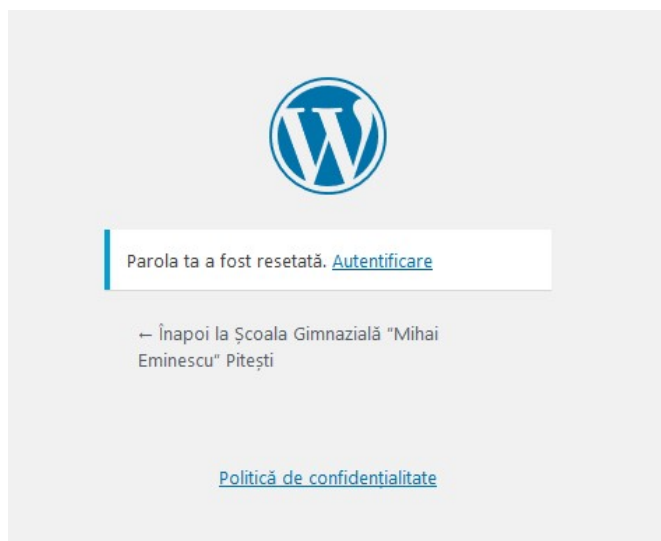 Parola ta a fost resetată. Autentificare
← Înapoi la Școala Gimnazială "Mihai
Eminescu" Pitești
Politică de confidențialitate